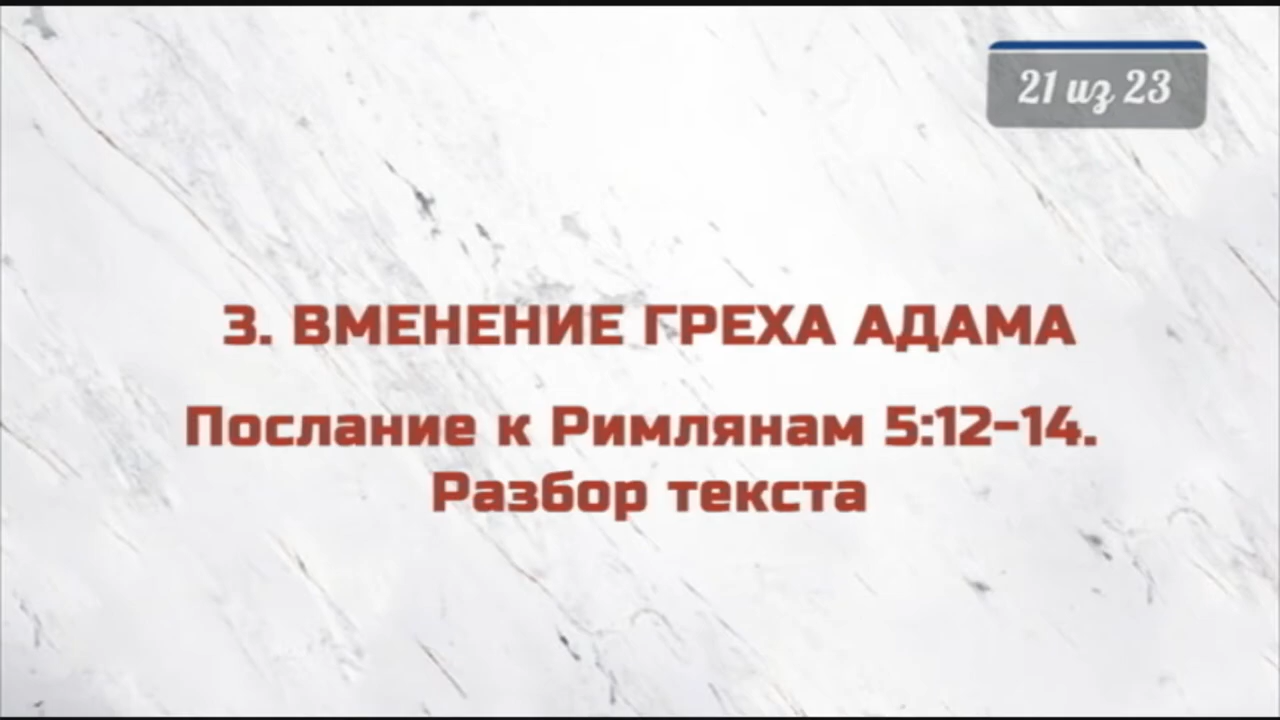 21 из 23
3. ВМЕНЕНИЕ ГРЕХА АДАМА
Послание к Римлянам 5:12-14.
Разбор текста